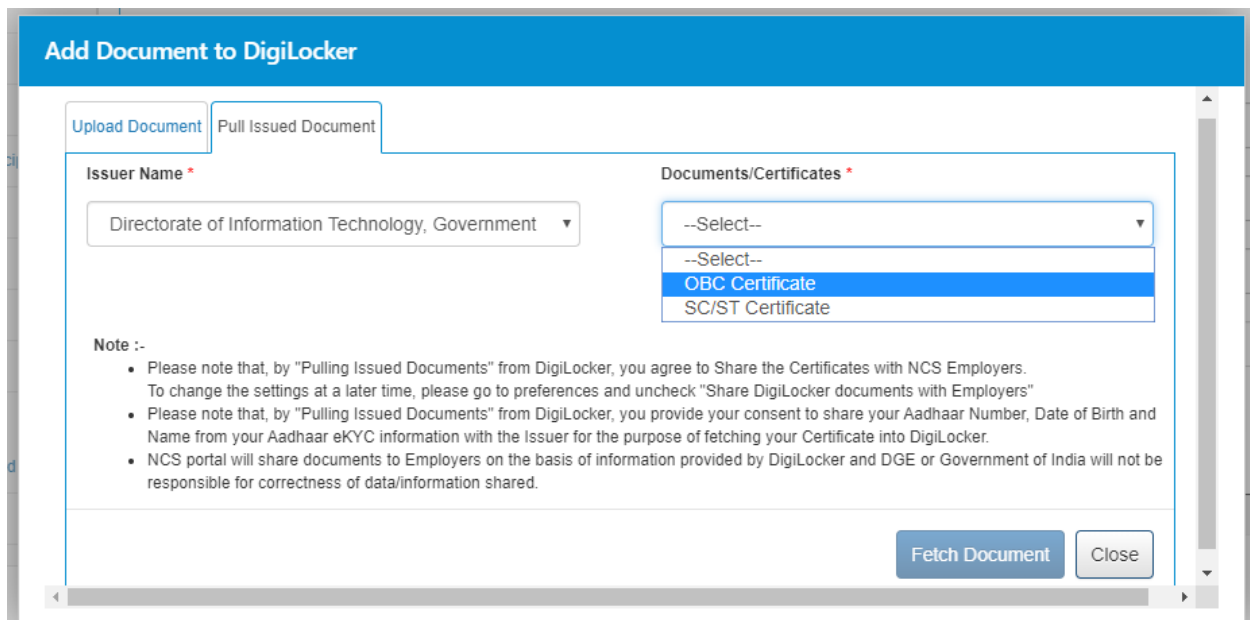 Add Document to DigiLocker
Upload Document
Pull Issued Document
Issuer Name *
Documents/Certificates *
Directorate of Information Technology, Government
--Select--
--Select--
OBC Certificate
SC/ST Certificate
Note :-
• Please note that, by "Pulling Issued Documents" from DigiLocker, you agree to Share the Certificates with NCS Employers.
To change the settings at a later time, please go to preferences and uncheck "Share DigiLocker documents with Employers"
• Please note that, by "Pulling Issued Documents" from DigiLocker, you provide your consent to share your Aadhaar Number, Date of Birth and
Name from your Aadhaar eKYC information with the Issuer for the purpose of fetching your Certificate into DigiLocker.
• NCS portal will share documents to Employers on the basis of information provided by DigiLocker and DGE or Government of India will not be
responsible for correctness of data/information shared.
Fetch Document
Close